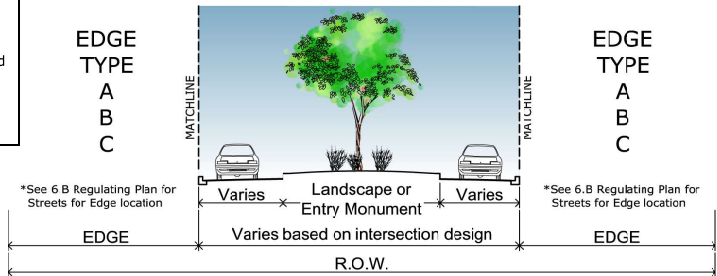 d
EDGE
TYPE
A
B
C
*See 6.B Regulating Plan for
Streets for Edge location
MATCHLINE
MATCHLINE
EDGE
TYPE
A
B
C
*See 6.B Regulating Plan for
Streets for Edge location
Varies
Landscape or
Entry Monument
Varies
EDGE
Varies based on intersection design
EDGE
R.O.W.